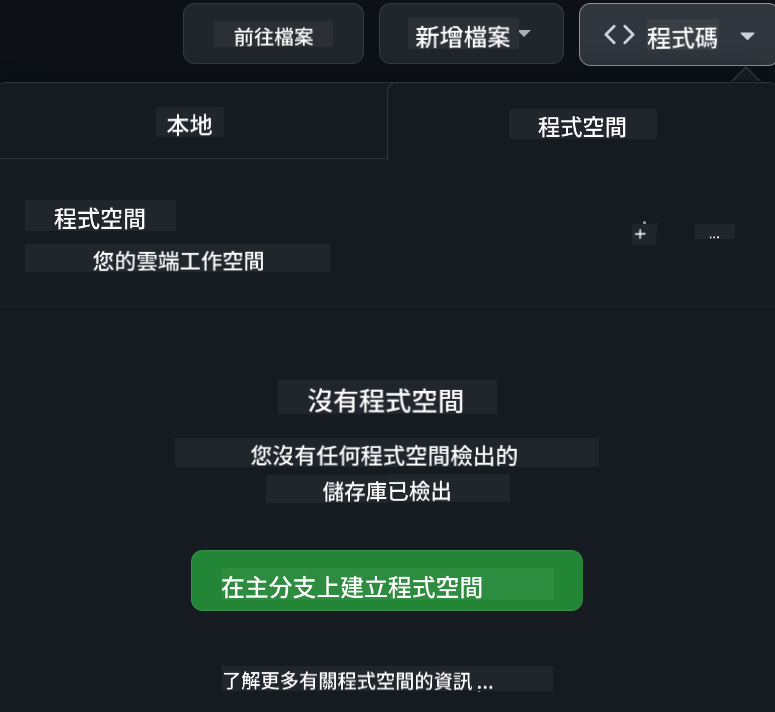 前往檔案
新增檔案
程式碼
本地
程式空間
程式空間
您的雲端工作空間
+
...
沒有程式空間
您沒有任何程式空間檢出的
儲存庫已檢出
在主分支上建立程式空間
了解更多有關程式空間的資訊...